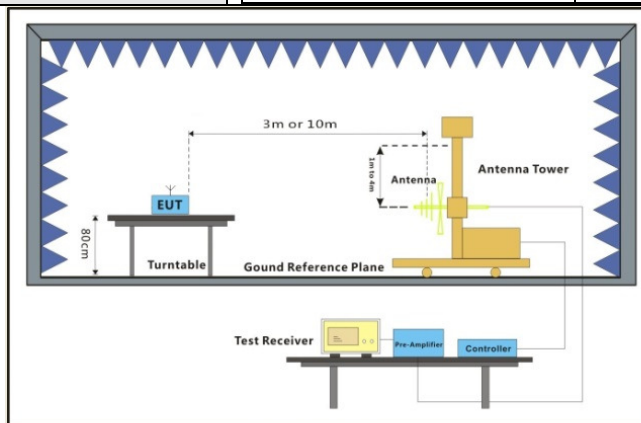 3m or 10m
1m to 4m
Antenna
Antenna Tower
EUT
80cm
Turntable
Gound Reference Plane
Test Receiver
Pre-Amplifier
Controller